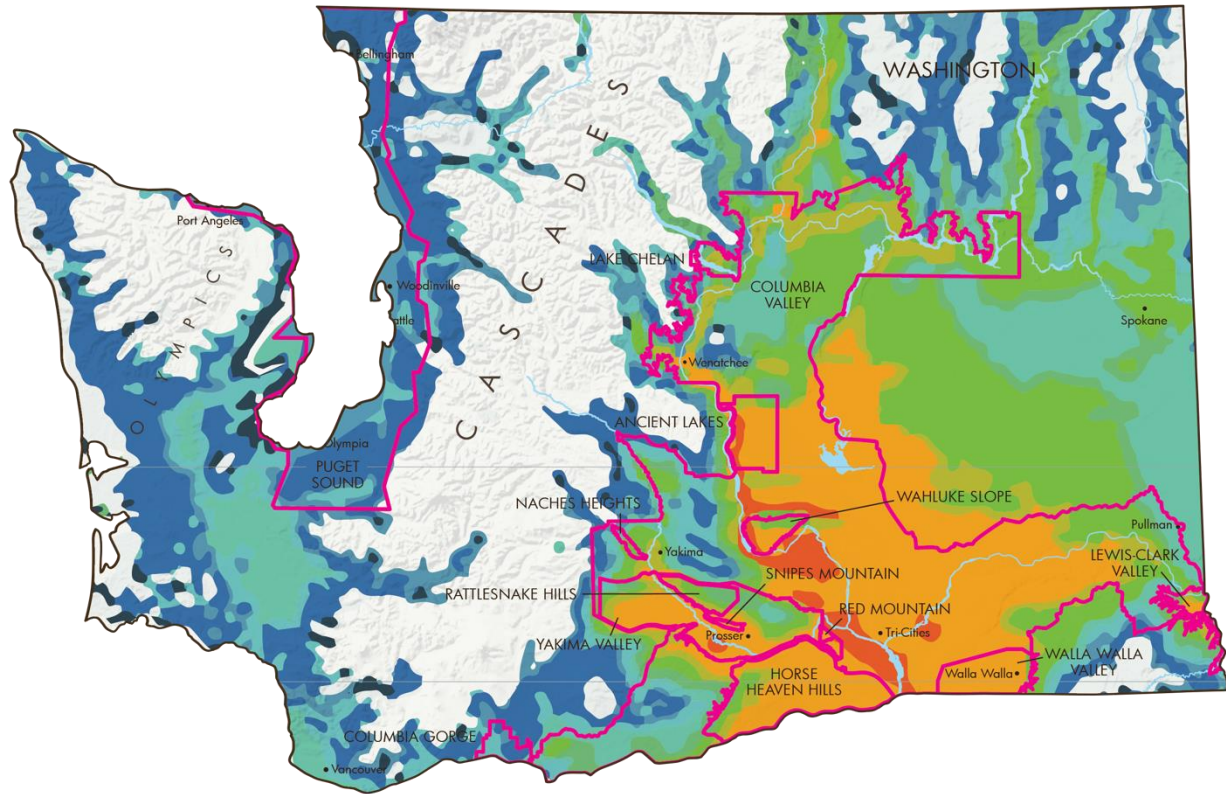 Bellingham
WASHINGTON
CASCADES
Port Angeles
OLYMPICS
LAKE CHELAN
Woodinville
attle
COLUMBIA
VALLEY
Spokane
Wenatchee
ANCIENT LAKES
Olympia
PUGET
SOUND
NACHES HEIGHTS
WAHLUKE SLOPE
Pullman
Yakima
LEWIS-CLARK
VALLEY
SNIPES MOUNTAIN
RATTLESNAKE HILLS
RED MOUNTAIN
YAKIMA VALLEY
Prosser
Tri-Cities
WALLA WALLA
VALLEY
Walla Walla
HORSE
HEAVEN HILLS
COLUMBIA GORGE
Vancouver